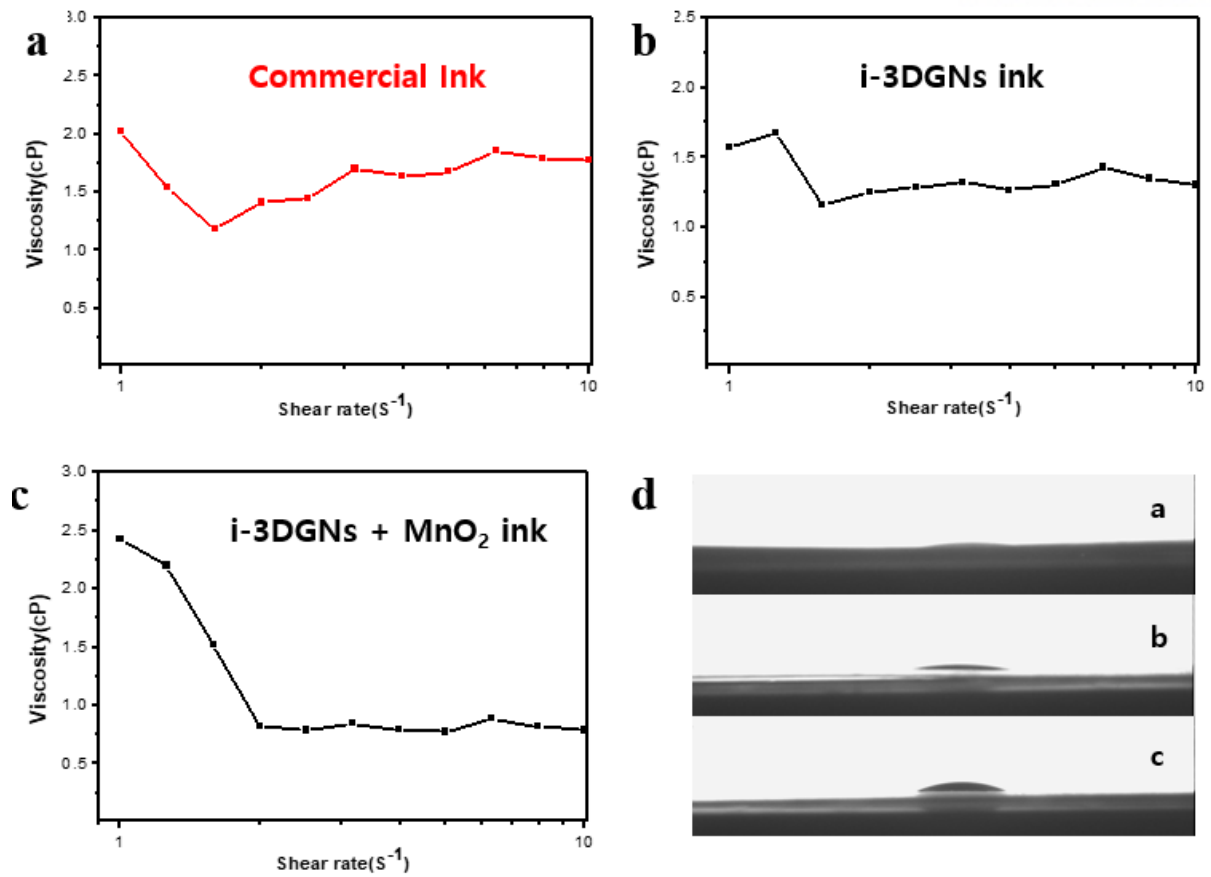 a
Commercial Ink
3.0
2.5
2.0
1.5
1.0
0.5
Viscosity(cP)
1
10
Shear rate(S⁻¹)
b
i-3DGNs ink
2.5
2.0
1.5
1.0
0.5
Viscosity(cP)
1
10
Shear rate(S⁻¹)
c
i-3DGNs + MnO₂ ink
3.0
2.5
2.0
1.5
1.0
0.5
Viscosity(cP)
1
10
Shear rate(S⁻¹)
d
a
b
c